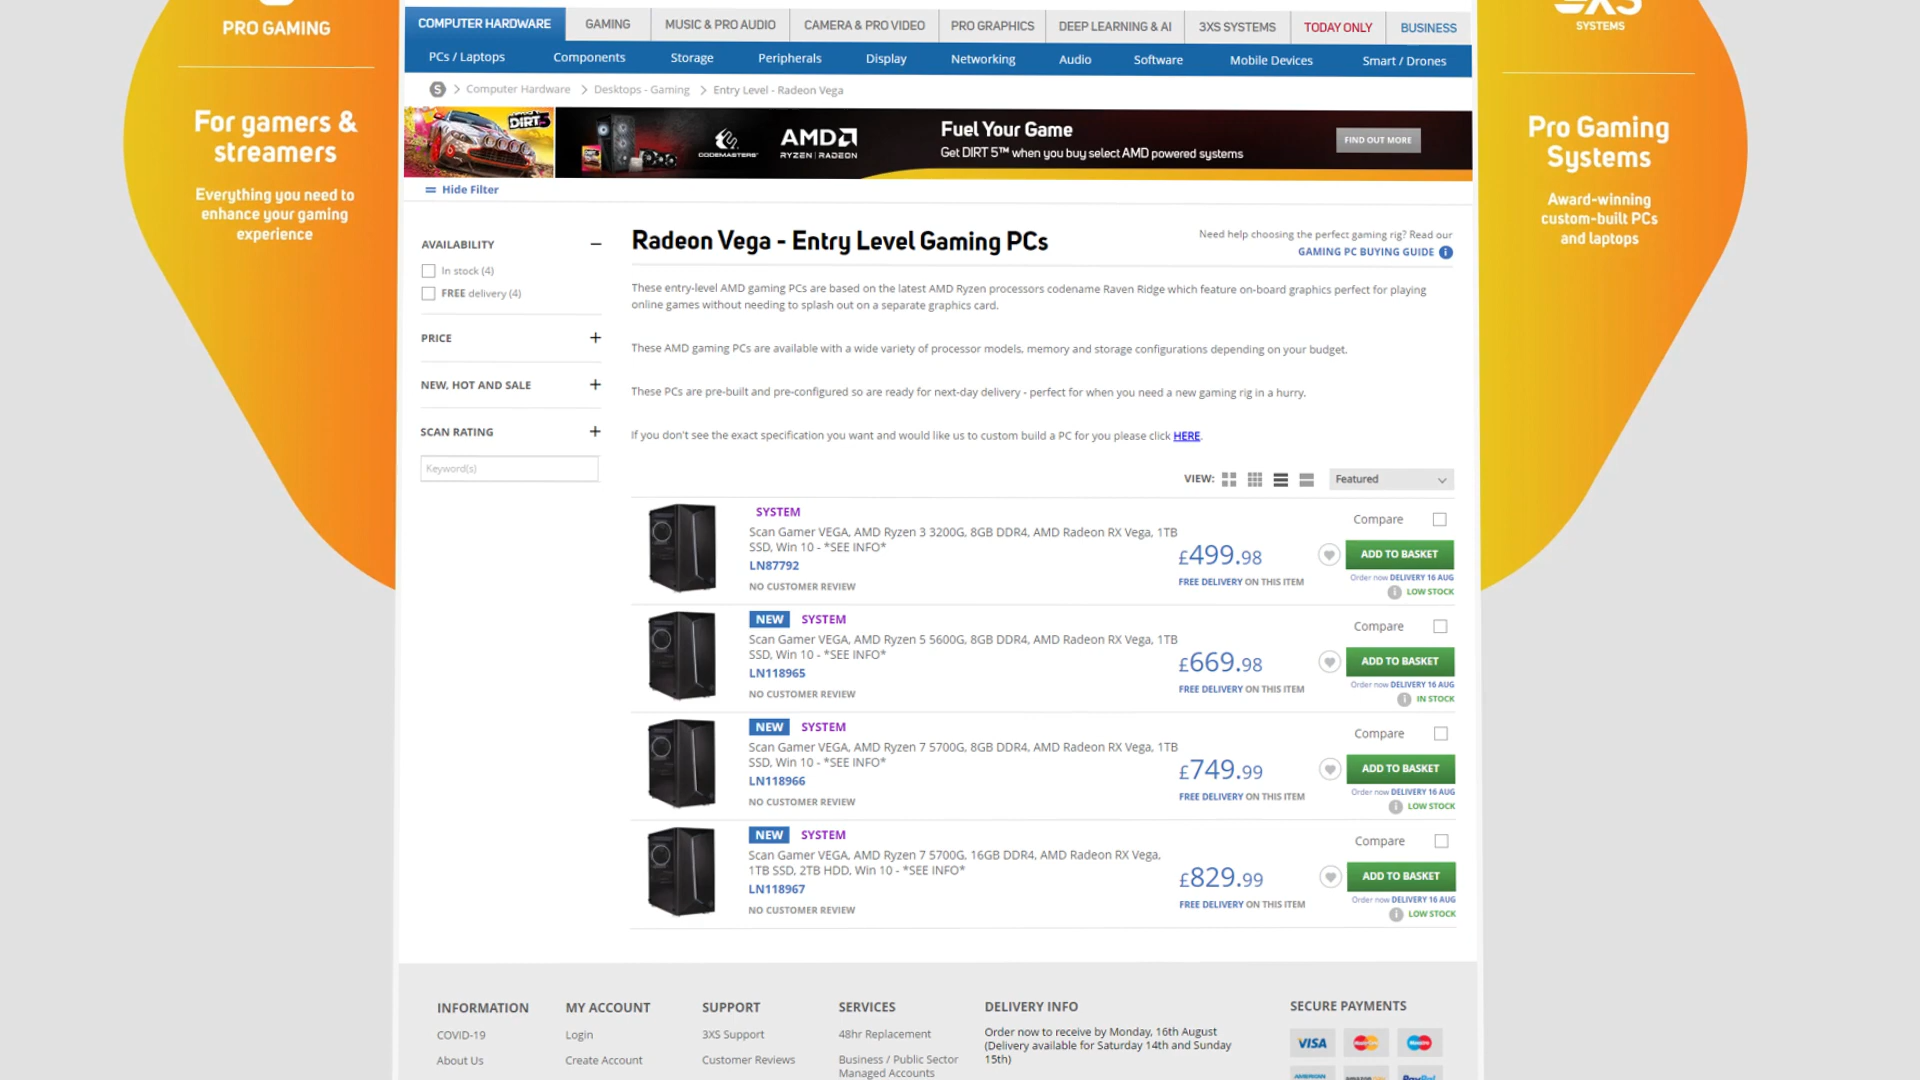 PRO GAMING
For gamers &
streamers
Everything you need to
enhance your gaming
experience
COMPUTER HARDWARE
GAMING
MUSIC & PRO AUDIO
CAMERA & PRO VIDEO
PRO GRAPHICS
DEEP LEARNING & AI
3XS SYSTEMS
TODAY ONLY
BUSINESS
PCs / Laptops
Components
Storage
Peripherals
Display
Networking
Audio
Software
Mobile Devices
Smart / Drones
S
Computer Hardware
Desktops - Gaming
Entry Level - Radeon Vega
DIRT 5
CODEMASTERS
AMD
RYZEN | RADEON
Fuel Your Game
Get DIRT 5™ when you buy select AMD powered systems
FIND OUT MORE
Hide Filter
SYSTEMS
Pro Gaming
Systems
Award-winning
custom-built PCs
and laptops
AVAILABILITY
In stock (4)
FREE delivery (4)
PRICE
NEW, HOT AND SALE
SCAN RATING
Keyword(s)
Radeon Vega - Entry Level Gaming PCs
Need help choosing the perfect gaming rig? Read our
GAMING PC BUYING GUIDE i
These entry-level AMD gaming PCs are based on the latest AMD Ryzen processors codename Raven Ridge which feature on-board graphics perfect for playing
online games without needing to splash out on a separate graphics card.
These AMD gaming PCs are available with a wide variety of processor models, memory and storage configurations depending on your budget.
These PCs are pre-built and pre-configured so are ready for next-day delivery - perfect for when you need a new gaming rig in a hurry.
If you don't see the exact specification you want and would like us to custom build a PC for you please click HERE.
VIEW:
Featured
SYSTEM
Scan Gamer VEGA, AMD Ryzen 3 3200G, 8GB DDR4, AMD Radeon RX Vega, 1TB
SSD, Win 10 - *SEE INFO*
LN87792
NO CUSTOMER REVIEW
£499.98
FREE DELIVERY ON THIS ITEM
Compare
ADD TO BASKET
Order now DELIVERY 16 AUG
i LOW STOCK
NEW SYSTEM
Scan Gamer VEGA, AMD Ryzen 5 5600G, 8GB DDR4, AMD Radeon RX Vega, 1TB
SSD, Win 10 - *SEE INFO*
LN118965
NO CUSTOMER REVIEW
£669.98
FREE DELIVERY ON THIS ITEM
Compare
ADD TO BASKET
Order now DELIVERY 16 AUG
i IN STOCK
NEW SYSTEM
Scan Gamer VEGA, AMD Ryzen 7 5700G, 8GB DDR4, AMD Radeon RX Vega, 1TB
SSD, Win 10 - *SEE INFO*
LN118966
NO CUSTOMER REVIEW
£749.99
FREE DELIVERY ON THIS ITEM
Compare
ADD TO BASKET
Order now DELIVERY 16 AUG
i LOW STOCK
NEW SYSTEM
Scan Gamer VEGA, AMD Ryzen 7 5700G, 16GB DDR4, AMD Radeon RX Vega,
1TB SSD, 2TB HDD, Win 10 - *SEE INFO*
LN118967
NO CUSTOMER REVIEW
£829.99
FREE DELIVERY ON THIS ITEM
Compare
ADD TO BASKET
Order now DELIVERY 16 AUG
i LOW STOCK
INFORMATION
COVID-19
About Us
MY ACCOUNT
Login
Create Account
SUPPORT
3XS Support
Customer Reviews
SERVICES
48hr Replacement
Business / Public Sector
Managed Accounts
DELIVERY INFO
Order now to receive by Monday, 16th August
(Delivery available for Saturday 14th and Sunday
15th)
SECURE PAYMENTS
VISA